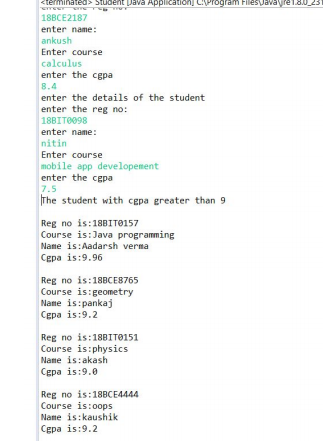 <terminated> Student [Java Application] C:\Program Files\Java\jre1.8.0_231
enter the reg no:
18BCE2187
enter name:
ankush
Enter course
calculus
enter the cgpa
8.4
enter the details of the student
enter the reg no:
18BIT0098
enter name:
nitin
Enter course
mobile app developement
enter the cgpa
7.5
The student with cgpa greater than 9
Reg no is:18BIT0157
Course is:Java programming
Name is:Aadarsh verma
Cgpa is:9.96
Reg no is:18BCE8765
Course is:geometry
Name is:pankaj
Cgpa is:9.2
Reg no is:18BIT0151
Course is:physics
Name is:akash
Cgpa is:9.0
Reg no is:18BCE4444
Course is:oops
Name is:kaushik
Cgpa is:9.2